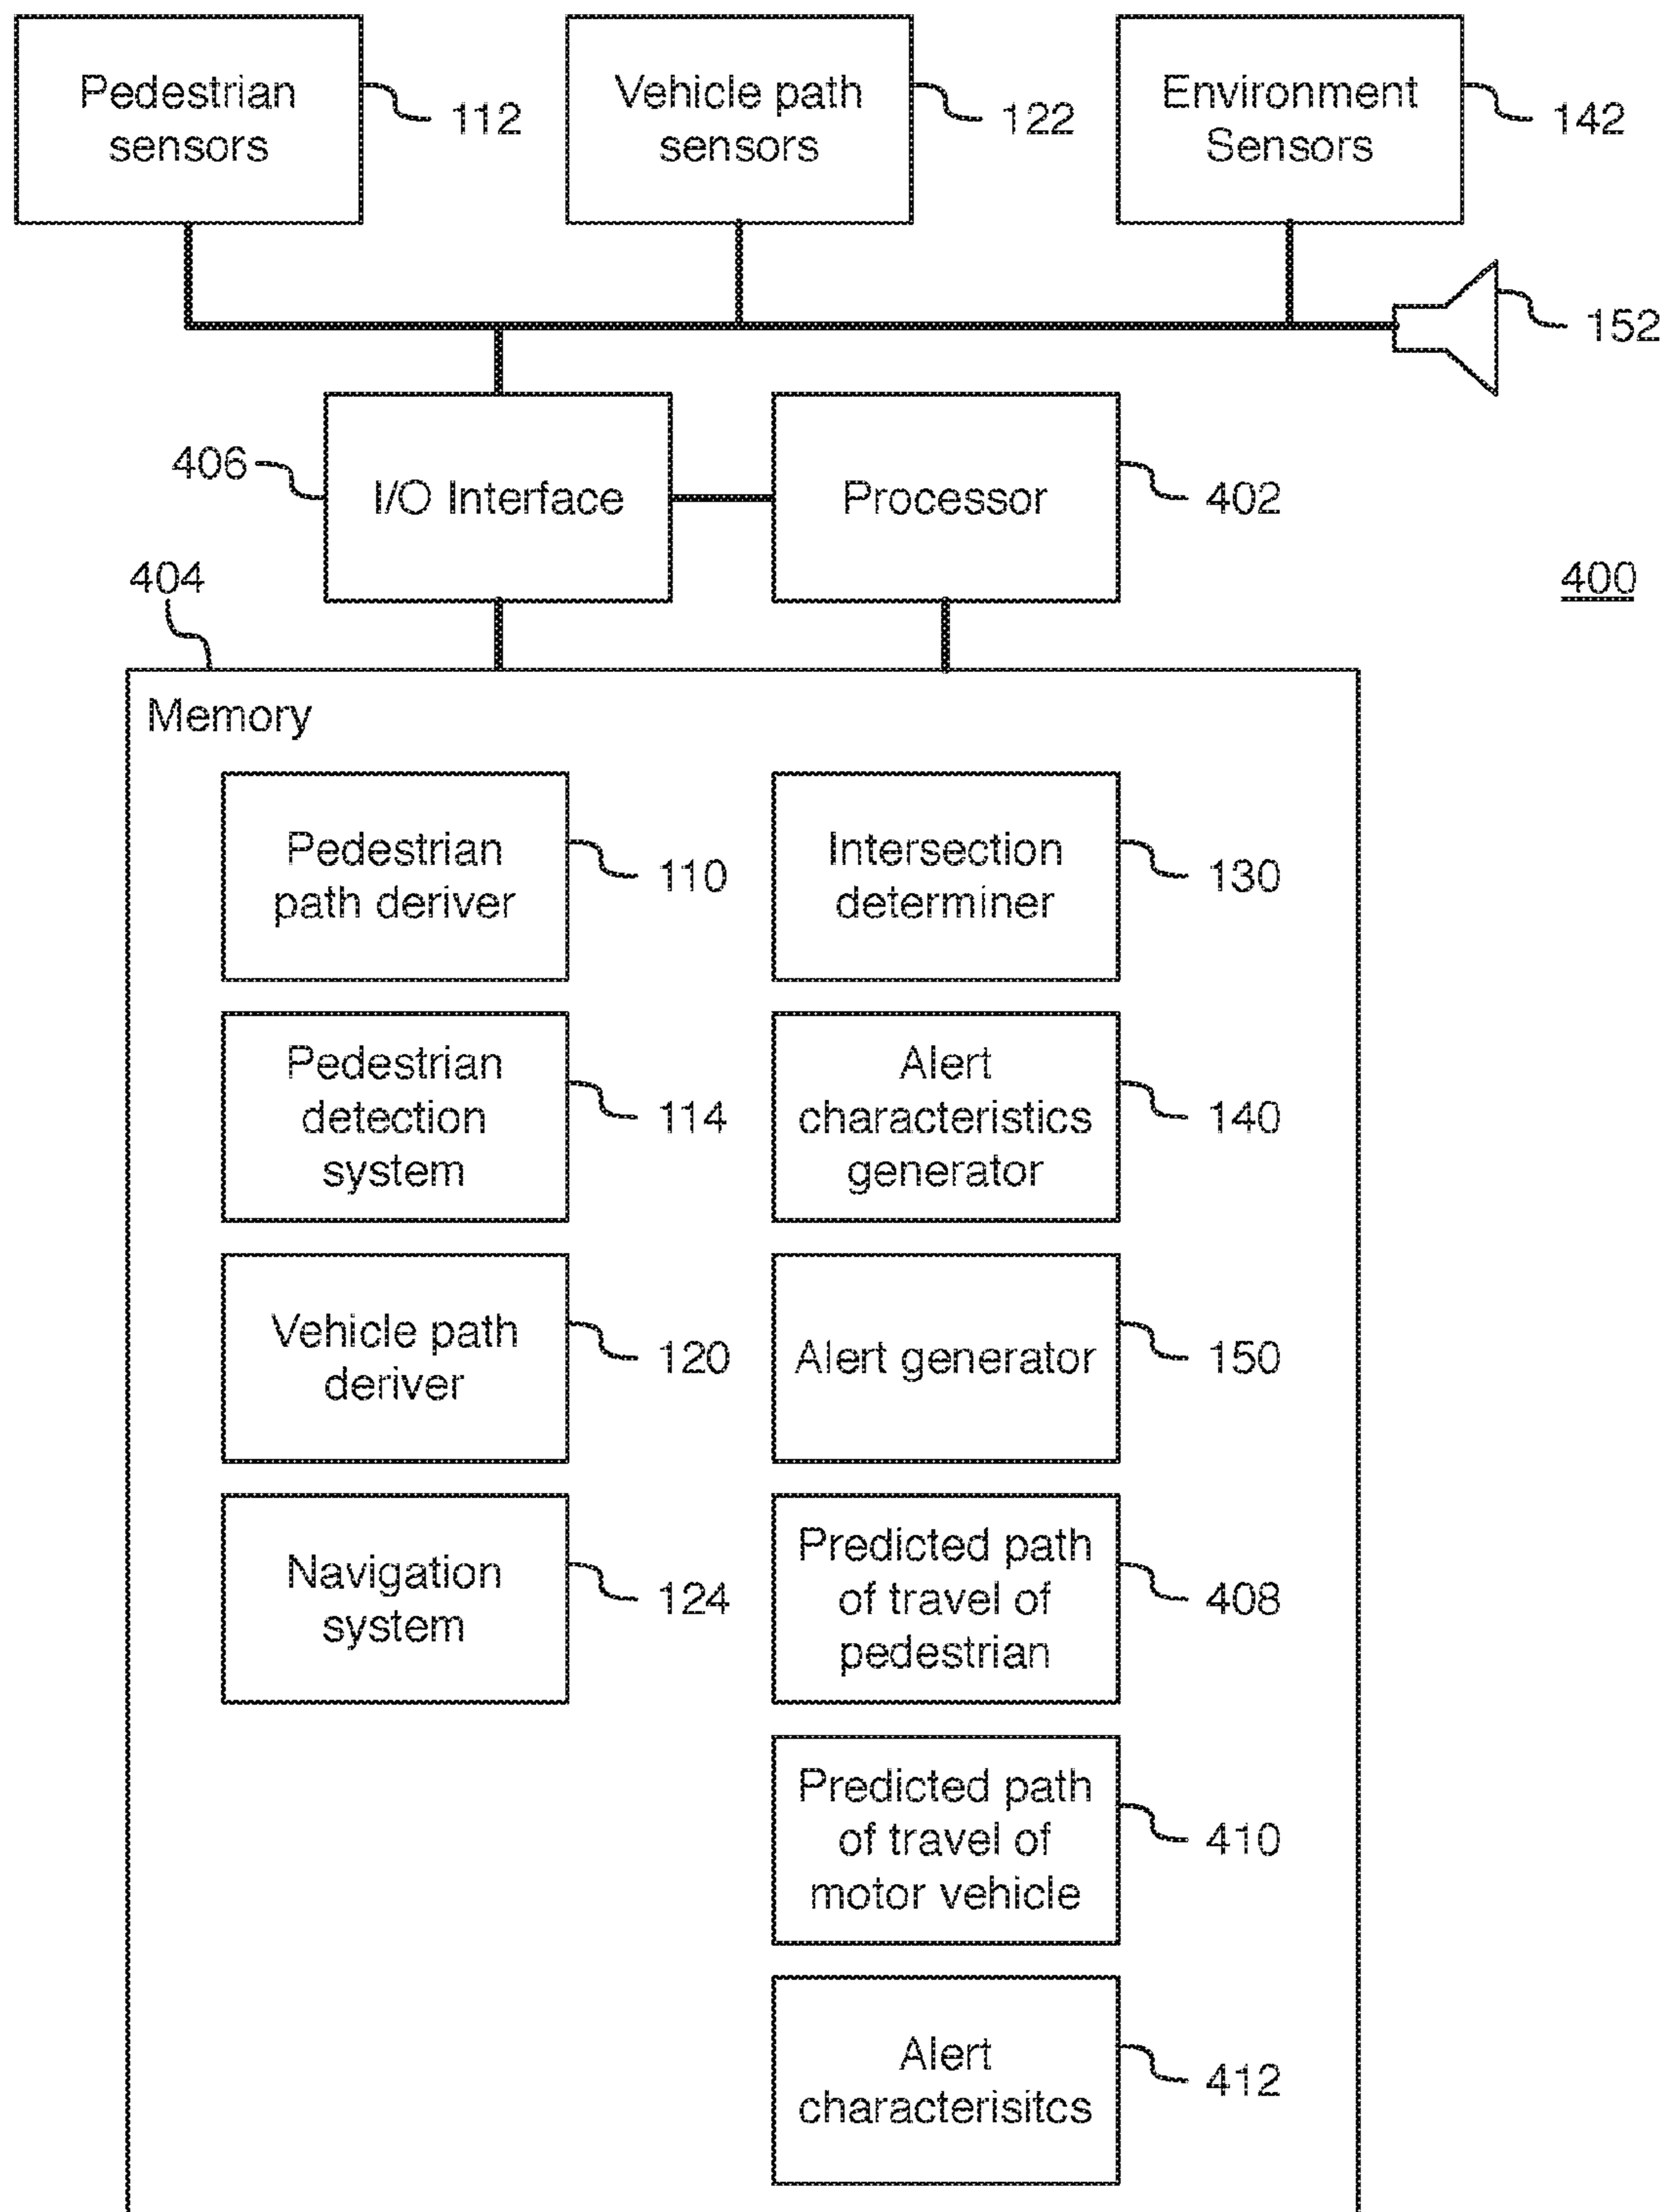 Pedestrian
sensors
112
Vehicle path
sensors
122
Environment
Sensors
142
152
406
I/O Interface
Processor
402
404
400
Memory
Pedestrian
path deriver
110
Intersection
determiner
130
Pedestrian
detection
system
114
Alert
characteristics
generator
140
Vehicle path
deriver
120
Alert generator
150
Navigation
system
124
Predicted path
of travel of
pedestrian
408
Predicted path
of travel of
motor vehicle
410
Alert
characterisitcs
412